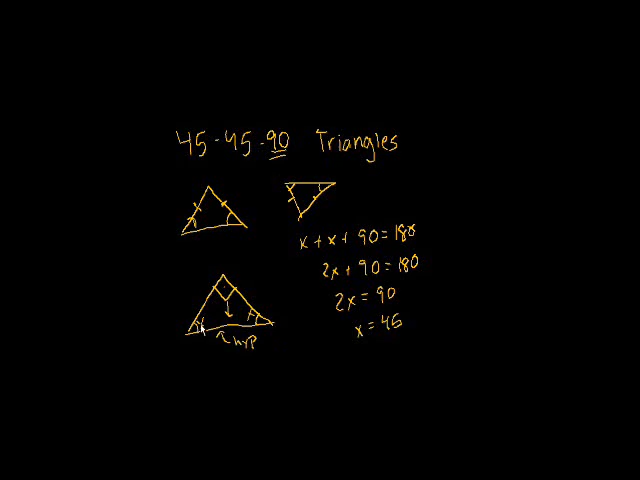 45-45-90 Triangles
x + x + 90 = 180
2x + 90 = 180
2x = 90
x = 45
x
x
hyp